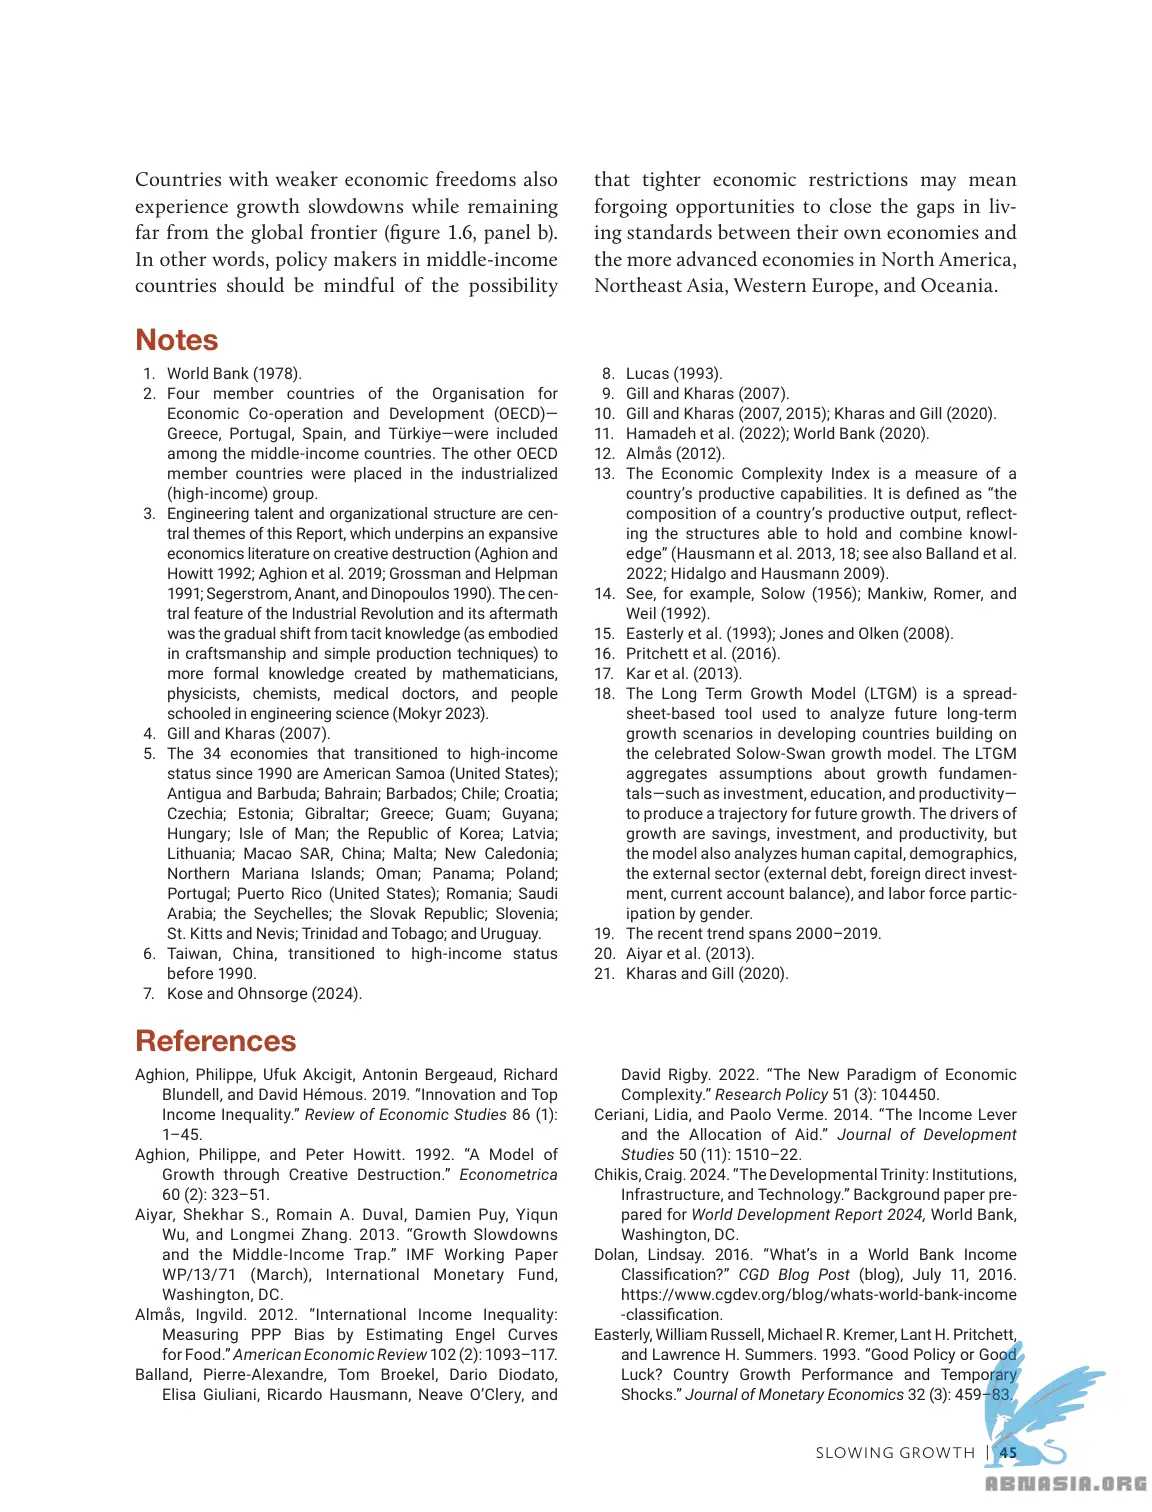 Countries with weaker economic freedoms also
experience growth slowdowns while remaining
far from the global frontier (figure 1.6, panel b).
In other words, policy makers in middle-income
countries should be mindful of the possibility
that tighter economic restrictions may mean
forgoing opportunities to close the gaps in liv-
ing standards between their own economies and
the more advanced economies in North America,
Northeast Asia, Western Europe, and Oceania.
Notes
1. World Bank (1978).
2. Four member countries of the Organisation for
Economic Co-operation and Development (OECD)—
Greece, Portugal, Spain, and Türkiye—were included
among the middle-income countries. The other OECD
member countries were placed in the industrialized
(high-income) group.
3. Engineering talent and organizational structure are cen-
tral themes of this Report, which underpins an expansive
economics literature on creative destruction (Aghion and
Howitt 1992; Aghion et al. 2019; Grossman and Helpman
1991; Segerstrom, Anant, and Dinopoulos 1990). The cen-
tral feature of the Industrial Revolution and its aftermath
was the gradual shift from tacit knowledge (as embodied
in craftsmanship and simple production techniques) to
more formal knowledge created by mathematicians,
physicists, chemists, medical doctors, and people
schooled in engineering science (Mokyr 2023).
4. Gill and Kharas (2007).
5. The 34 economies that transitioned to high-income
status since 1990 are American Samoa (United States);
Antigua and Barbuda; Bahrain; Barbados; Chile; Croatia;
Czechia; Estonia; Gibraltar; Greece; Guam; Guyana;
Hungary; Isle of Man; the Republic of Korea; Latvia;
Lithuania; Macao SAR, China; Malta; New Caledonia;
Northern Mariana Islands; Oman; Panama; Poland;
Portugal; Puerto Rico (United States); Romania; Saudi
Arabia; the Seychelles; the Slovak Republic; Slovenia;
St. Kitts and Nevis; Trinidad and Tobago; and Uruguay.
6. Taiwan, China, transitioned to high-income status
before 1990.
7. Kose and Ohnsorge (2024).
8. Lucas (1993).
9. Gill and Kharas (2007).
10. Gill and Kharas (2007, 2015); Kharas and Gill (2020).
11. Hamadeh et al. (2022); World Bank (2020).
12. Almås (2012).
13. The Economic Complexity Index is a measure of a
country’s productive capabilities. It is defined as “the
composition of a country’s productive output, reflect-
ing the structures able to hold and combine knowl-
edge” (Hausmann et al. 2013, 18; see also Balland et al.
2022; Hidalgo and Hausmann 2009).
14. See, for example, Solow (1956); Mankiw, Romer, and
Weil (1992).
15. Easterly et al. (1993); Jones and Olken (2008).
16. Pritchett et al. (2016).
17. Kar et al. (2013).
18. The Long Term Growth Model (LTGM) is a spread-
sheet-based tool used to analyze future long-term
growth scenarios in developing countries building on
the celebrated Solow-Swan growth model. The LTGM
aggregates assumptions about growth fundamen-
tals—such as investment, education, and productivity—
to produce a trajectory for future growth. The drivers of
growth are savings, investment, and productivity, but
the model also analyzes human capital, demographics,
the external sector (external debt, foreign direct invest-
ment, current account balance), and labor force partic-
ipation by gender.
19. The recent trend spans 2000–2019.
20. Aiyar et al. (2013).
21. Kharas and Gill (2020).
References
Aghion, Philippe, Ufuk Akcigit, Antonin Bergeaud, Richard
Blundell, and David Hémous. 2019. “Innovation and Top
Income Inequality.” Review of Economic Studies 86 (1):
1–45.
Aghion, Philippe, and Peter Howitt. 1992. “A Model of
Growth through Creative Destruction.” Econometrica
60 (2): 323–51.
Aiyar, Shekhar S., Romain A. Duval, Damien Puy, Yiqun
Wu, and Longmei Zhang. 2013. “Growth Slowdowns
and the Middle-Income Trap.” IMF Working Paper
WP/13/71 (March), International Monetary Fund,
Washington, DC.
Almås, Ingvild. 2012. “International Income Inequality:
Measuring PPP Bias by Estimating Engel Curves
for Food.” American Economic Review 102 (2): 1093–117.
Balland, Pierre-Alexandre, Tom Broekel, Dario Diodato,
Elisa Giuliani, Ricardo Hausmann, Neave O’Clery, and
David Rigby. 2022. “The New Paradigm of Economic
Complexity.” Research Policy 51 (3): 104450.
Ceriani, Lidia, and Paolo Verme. 2014. “The Income Lever
and the Allocation of Aid.” Journal of Development
Studies 50 (11): 1510–22.
Chikis, Craig. 2024. “The Developmental Trinity: Institutions,
Infrastructure, and Technology.” Background paper pre-
pared for World Development Report 2024, World Bank,
Washington, DC.
Dolan, Lindsay. 2016. “What’s in a World Bank Income
Classification?” CGD Blog Post (blog), July 11, 2016.
https://www.cgdev.org/blog/whats-world-bank-income
-classification.
Easterly, William Russell, Michael R. Kremer, Lant H. Pritchett,
and Lawrence H. Summers. 1993. “Good Policy or Good
Luck? Country Growth Performance and Temporary
Shocks.” Journal of Monetary Economics 32 (3): 459–83.
SLOWING GROWTH | 45
ABNASIA.ORG